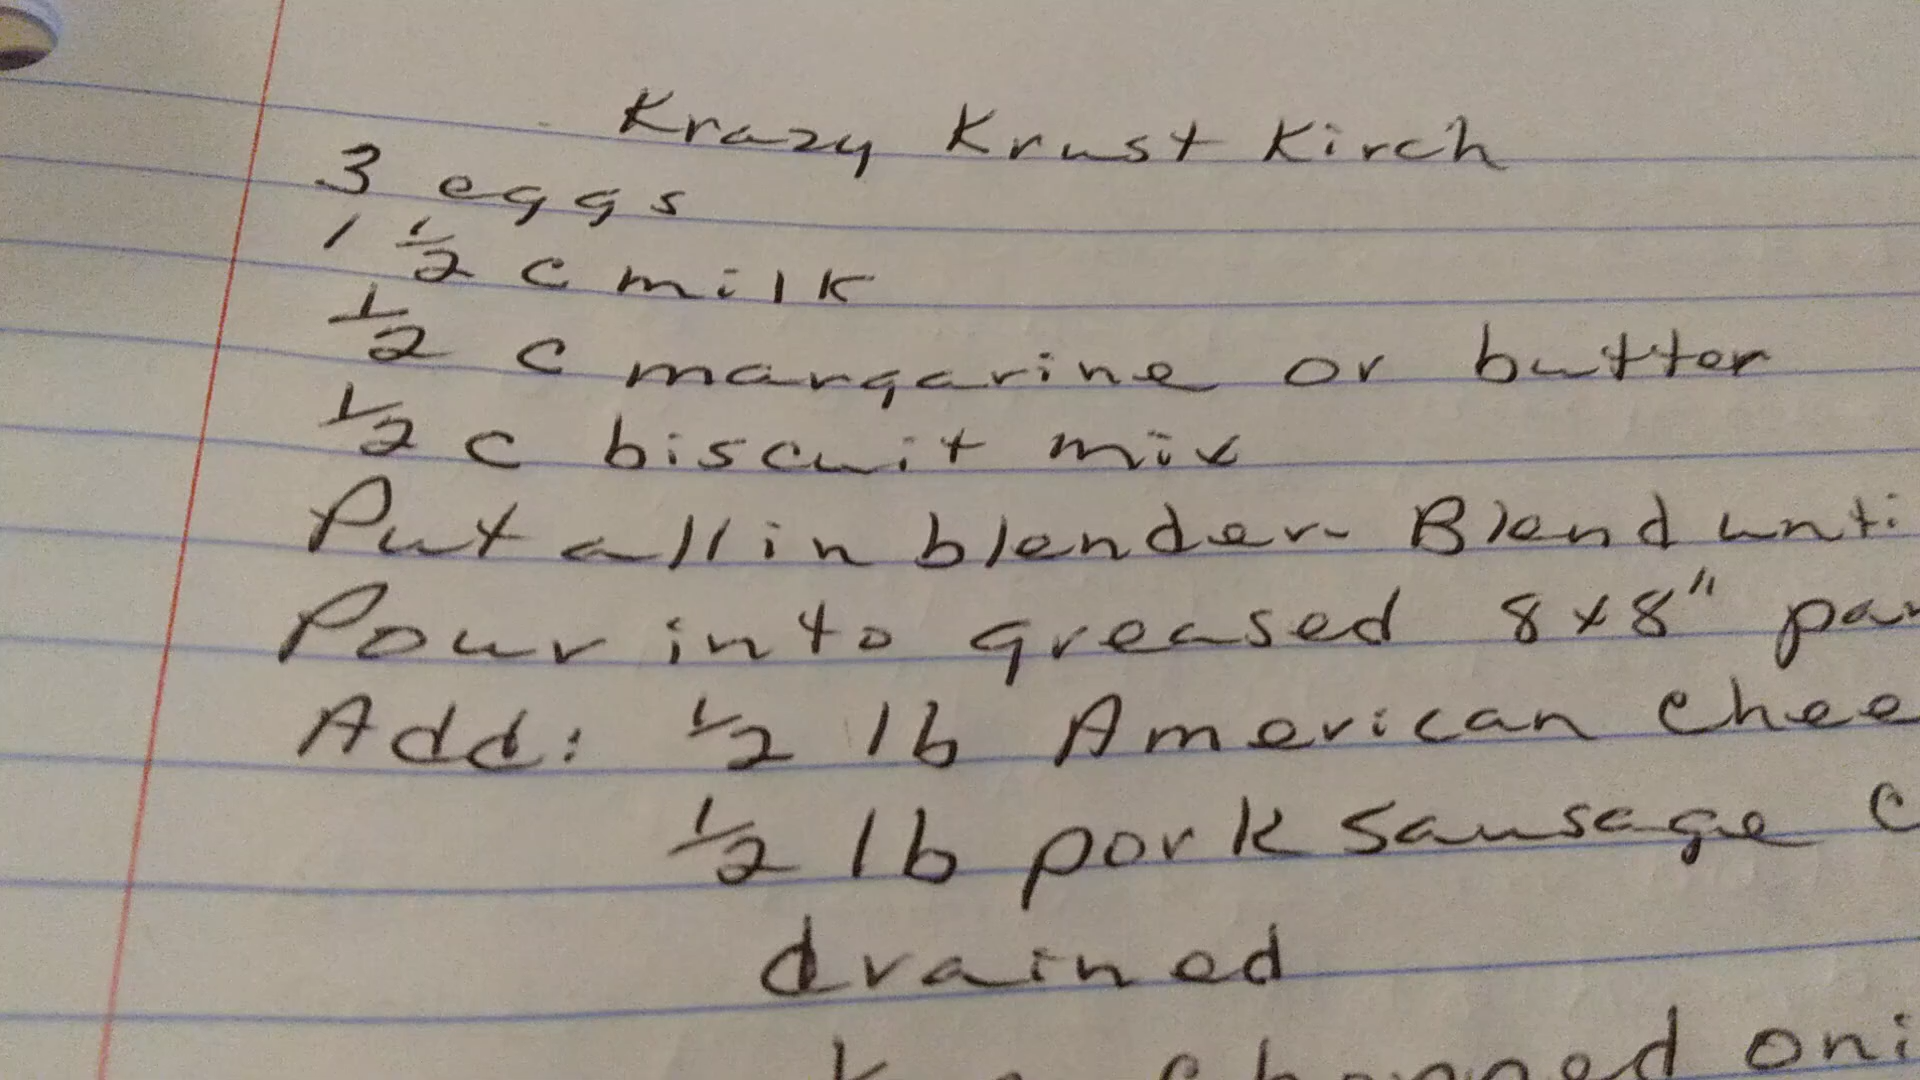 Krazy Krust Kirch
3 eggs
1 1/2 c milk
1/2 c margarine or butter
1/2 c biscuit mix
Put all in blender. Blend unti
Pour into greased 8x8" pan
Add: 1/2 lb American chee
1/2 lb pork sausage c
drained
chopped oni